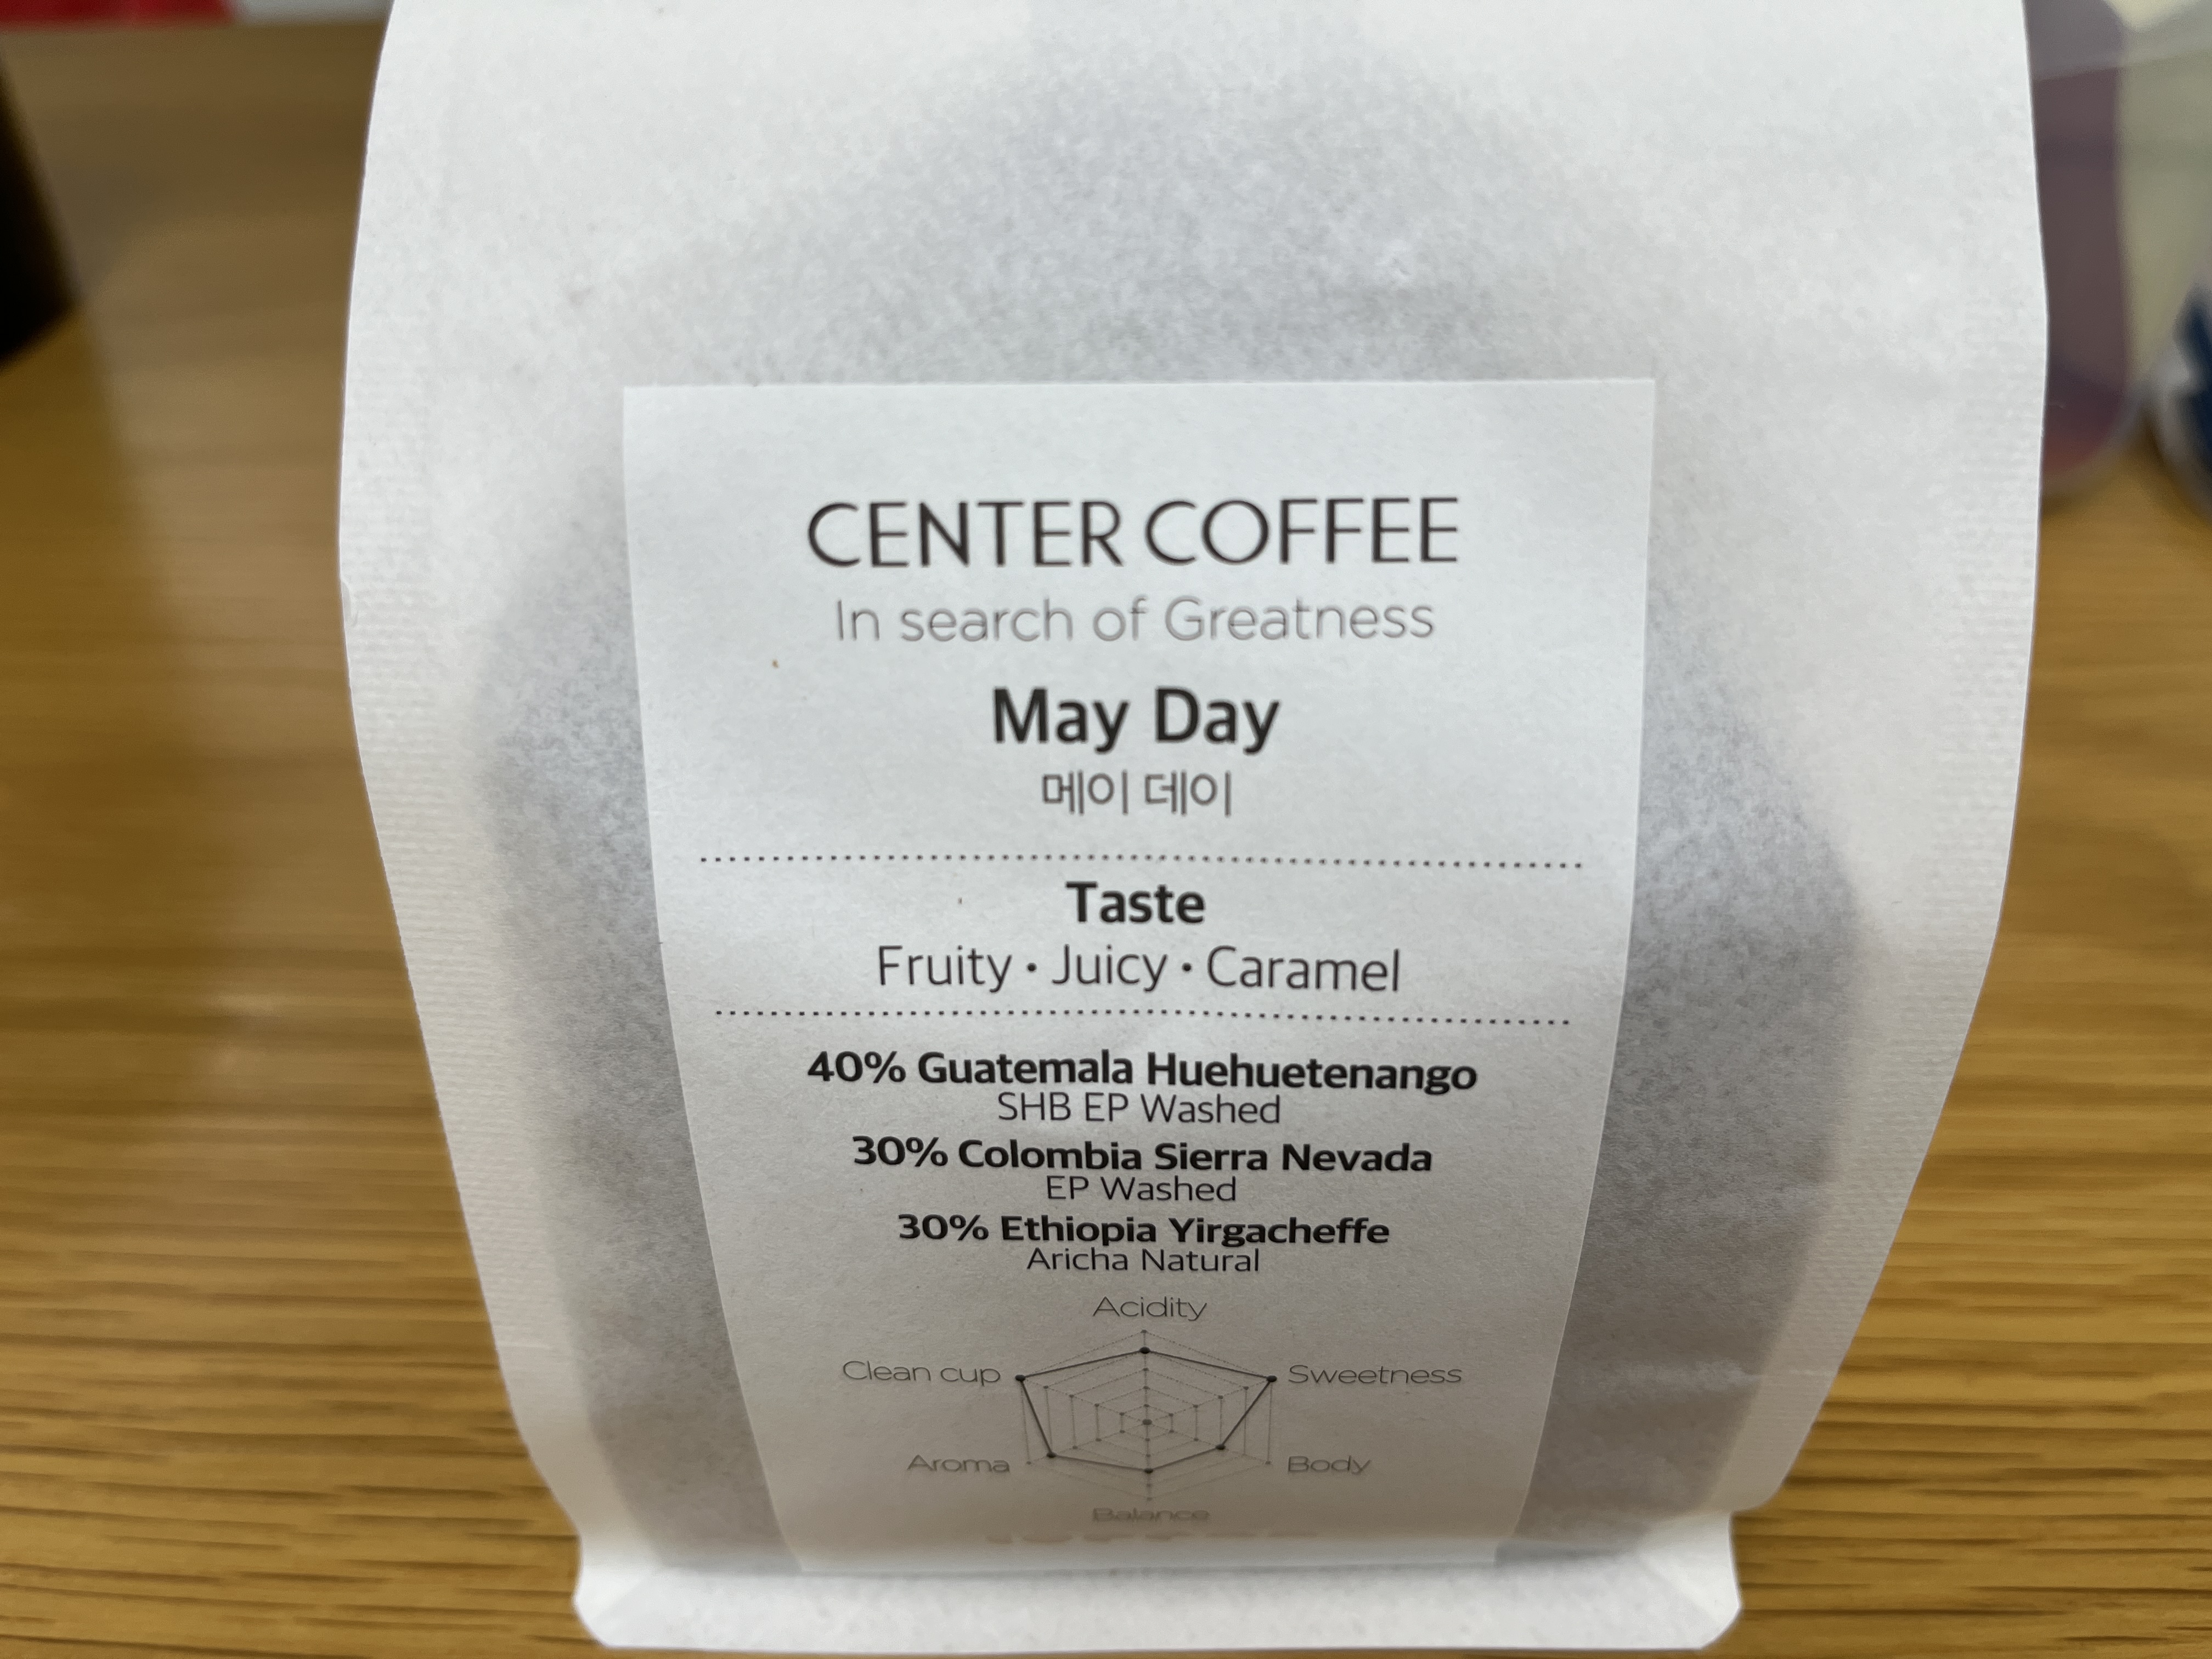 CENTER COFFEE
In search of Greatness
May Day
메이 데이
Taste
Fruity · Juicy · Caramel
40% Guatemala Huehuetenango
SHB EP Washed
30% Colombia Sierra Nevada
EP Washed
30% Ethiopia Yirgacheffe
Aricha Natural
Acidity
Clean cup
Sweetness
Aroma
Body
Balance